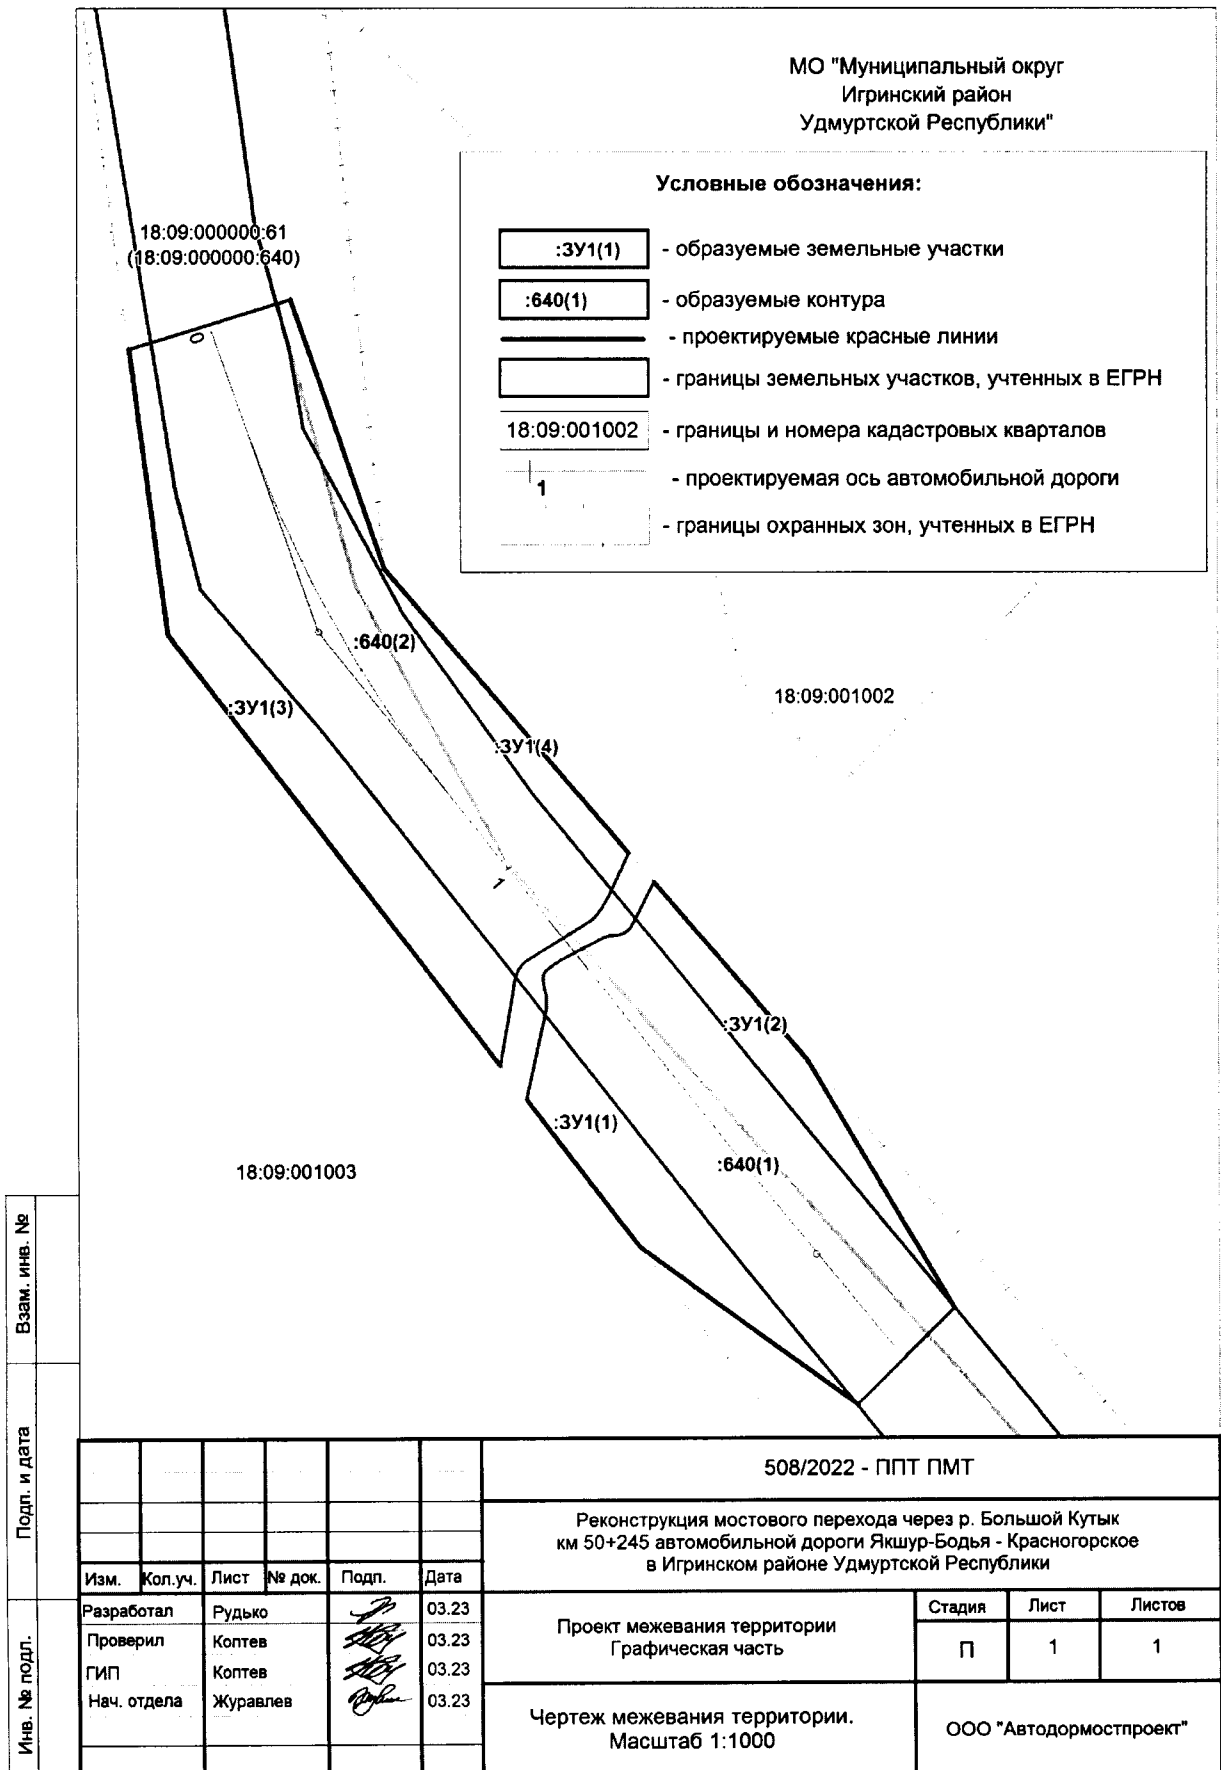 МО "Муниципальный округ
Игринский район
Удмуртской Республики"
Условные обозначения:
:ЗУ1(1) - образуемые земельные участки
:640(1) - образуемые контура
- проектируемые красные линии
- границы земельных участков, учтенных в ЕГРН
18:09:001002 - границы и номера кадастровых кварталов
1 - проектируемая ось автомобильной дороги
- границы охранных зон, учтенных в ЕГРН
18:09:000000:61
(18:09:000000:640)
0
:640(2)
:ЗУ1(3)
18:09:001002
:ЗУ1(4)
1
:ЗУ1(2)
:ЗУ1(1)
:640(1)
18:09:001003
Взам. инв. №
Подп. и дата
Инв. № подл.
508/2022 - ППТ ПМТ
Реконструкция мостового перехода через р. Большой Кутык
км 50+245 автомобильной дороги Якшур-Бодья - Красногорское
в Игринском районе Удмуртской Республики
Изм. Кол.уч. Лист № док. Подп. Дата
Разработал Рудько 03.23
Проверил Коптев 03.23
ГИП Коптев 03.23
Нач. отдела Журавлев 03.23
Проект межевания территории
Графическая часть
Стадия Лист Листов
П 1 1
Чертеж межевания территории.
Масштаб 1:1000
ООО "Автодормостпроект"